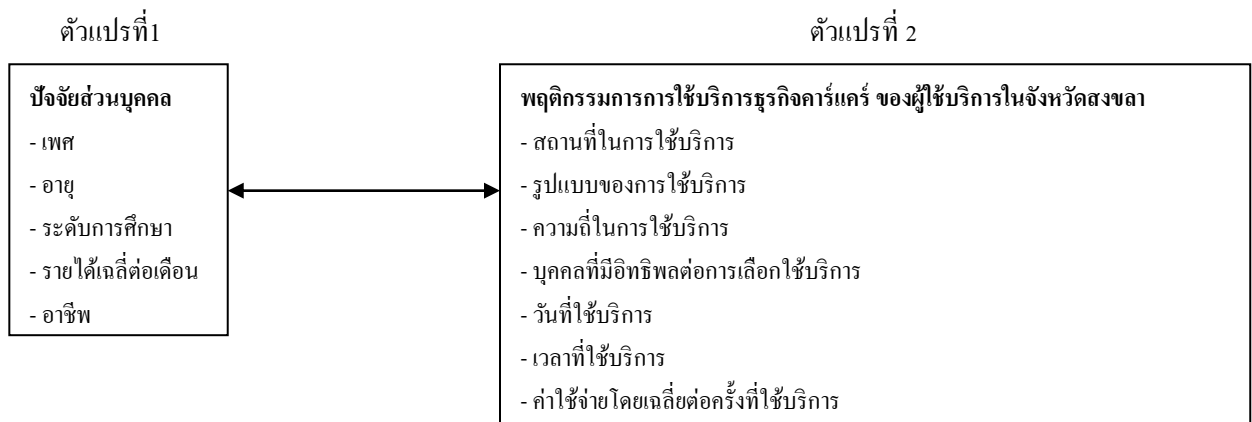 ตัวแปรที่1
ตัวแปรที่ 2
ปัจจัยส่วนบุคคล
- เพศ
- อายุ
- ระดับการศึกษา
- รายได้เฉลี่ต่อเดือน
- อาชีพ
พฤติกรรมการการใช้บริการธุรกิจคาร์แคร์ ของผู้ใช้บริการในจังหวัดสงขลา
- สถานที่ในการใช้บริการ
- รูปแบบของการใช้บริการ
- ความถี่ในการใช้บริการ
- บุคคลที่มีอิทธิพลต่อการเลือกใช้บริการ
- วันที่ใช้บริการ
- เวลาที่ใช้บริการ
- ค่าใช้จ่ายโดยเฉลี่ยต่อครั้งที่ใช้บริการ